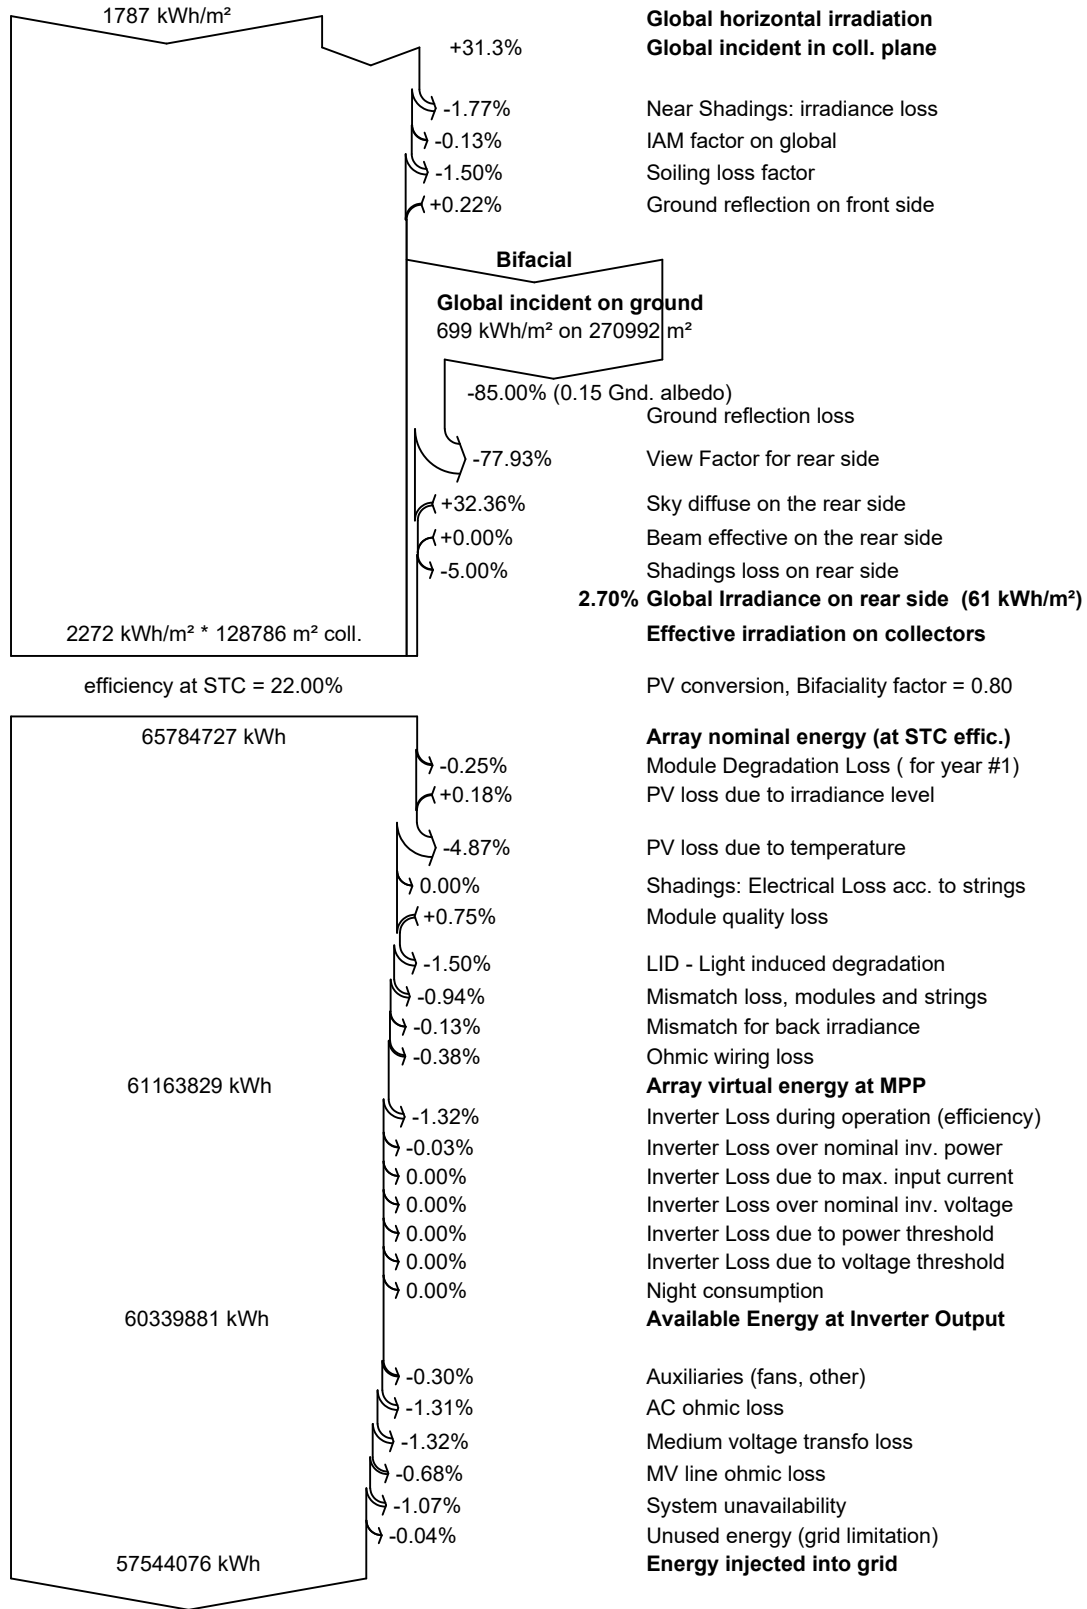 1787 kWh/m² Global horizontal irradiation
+31.3% Global incident in coll. plane
-1.77% Near Shadings: irradiance loss
-0.13% IAM factor on global
-1.50% Soiling loss factor
+0.22% Ground reflection on front side
Bifacial
Global incident on ground
699 kWh/m² on 270992 m²
-85.00% (0.15 Gnd. albedo)
Ground reflection loss
-77.93% View Factor for rear side
+32.36% Sky diffuse on the rear side
+0.00% Beam effective on the rear side
-5.00% Shadings loss on rear side
2.70% Global Irradiance on rear side (61 kWh/m²)
2272 kWh/m² * 128786 m² coll. Effective irradiation on collectors
efficiency at STC = 22.00% PV conversion, Bifaciality factor = 0.80
65784727 kWh Array nominal energy (at STC effic.)
-0.25% Module Degradation Loss ( for year #1)
+0.18% PV loss due to irradiance level
-4.87% PV loss due to temperature
0.00% Shadings: Electrical Loss acc. to strings
+0.75% Module quality loss
-1.50% LID - Light induced degradation
-0.94% Mismatch loss, modules and strings
-0.13% Mismatch for back irradiance
-0.38% Ohmic wiring loss
61163829 kWh Array virtual energy at MPP
-1.32% Inverter Loss during operation (efficiency)
-0.03% Inverter Loss over nominal inv. power
0.00% Inverter Loss due to max. input current
0.00% Inverter Loss over nominal inv. voltage
0.00% Inverter Loss due to power threshold
0.00% Inverter Loss due to voltage threshold
0.00% Night consumption
60339881 kWh Available Energy at Inverter Output
-0.30% Auxiliaries (fans, other)
-1.31% AC ohmic loss
-1.32% Medium voltage transfo loss
-0.68% MV line ohmic loss
-1.07% System unavailability
-0.04% Unused energy (grid limitation)
57544076 kWh Energy injected into grid